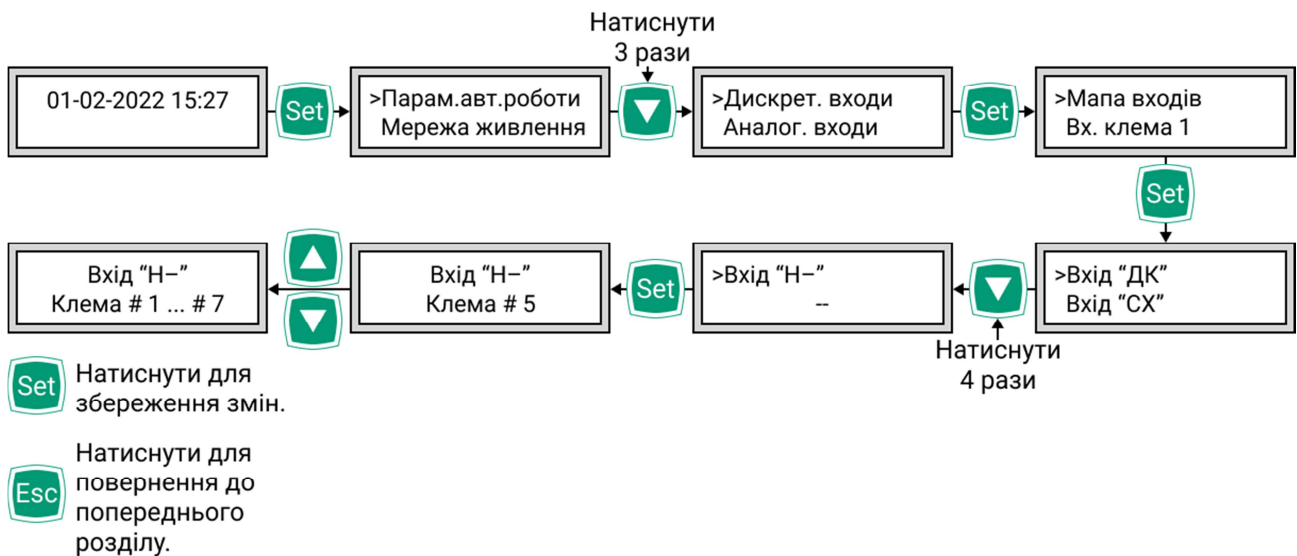 Натиснути
3 рази
01-02-2022 15:27
Set
>Парам.авт.роботи
Мережа живлення
>Дискрет. входи
Аналог. входи
Set
>Мапа входів
Вх. клема 1
Set
Вхід “Н–”
Клема # 1 ... # 7
Вхід “Н–”
Клема # 5
Set
>Вхід “Н–”
--
>Вхід “ДК”
Вхід “СХ”
Натиснути
4 рази
Set
Натиснути для
збереження змін.
Esc
Натиснути для
повернення до
попереднього
розділу.